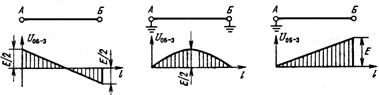 А Б А Б А Б
Uоб-з Uоб-з Uоб-з
E/2 E/2 E/2 E
l l l